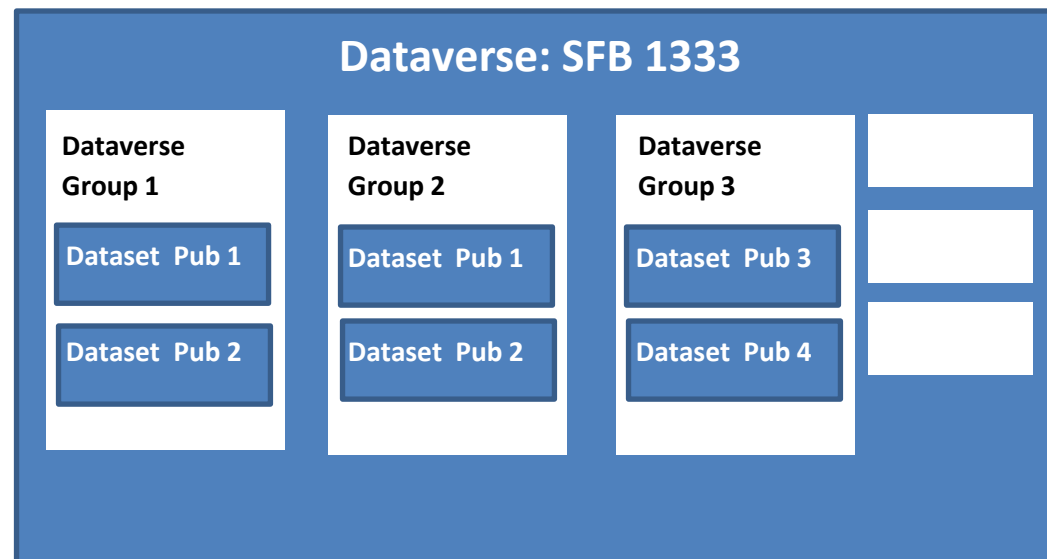 Dataverse: SFB 1333
Dataverse
Group 1
Dataset Pub 1
Dataset Pub 2
Dataverse
Group 2
Dataset Pub 1
Dataset Pub 2
Dataverse
Group 3
Dataset Pub 3
Dataset Pub 4